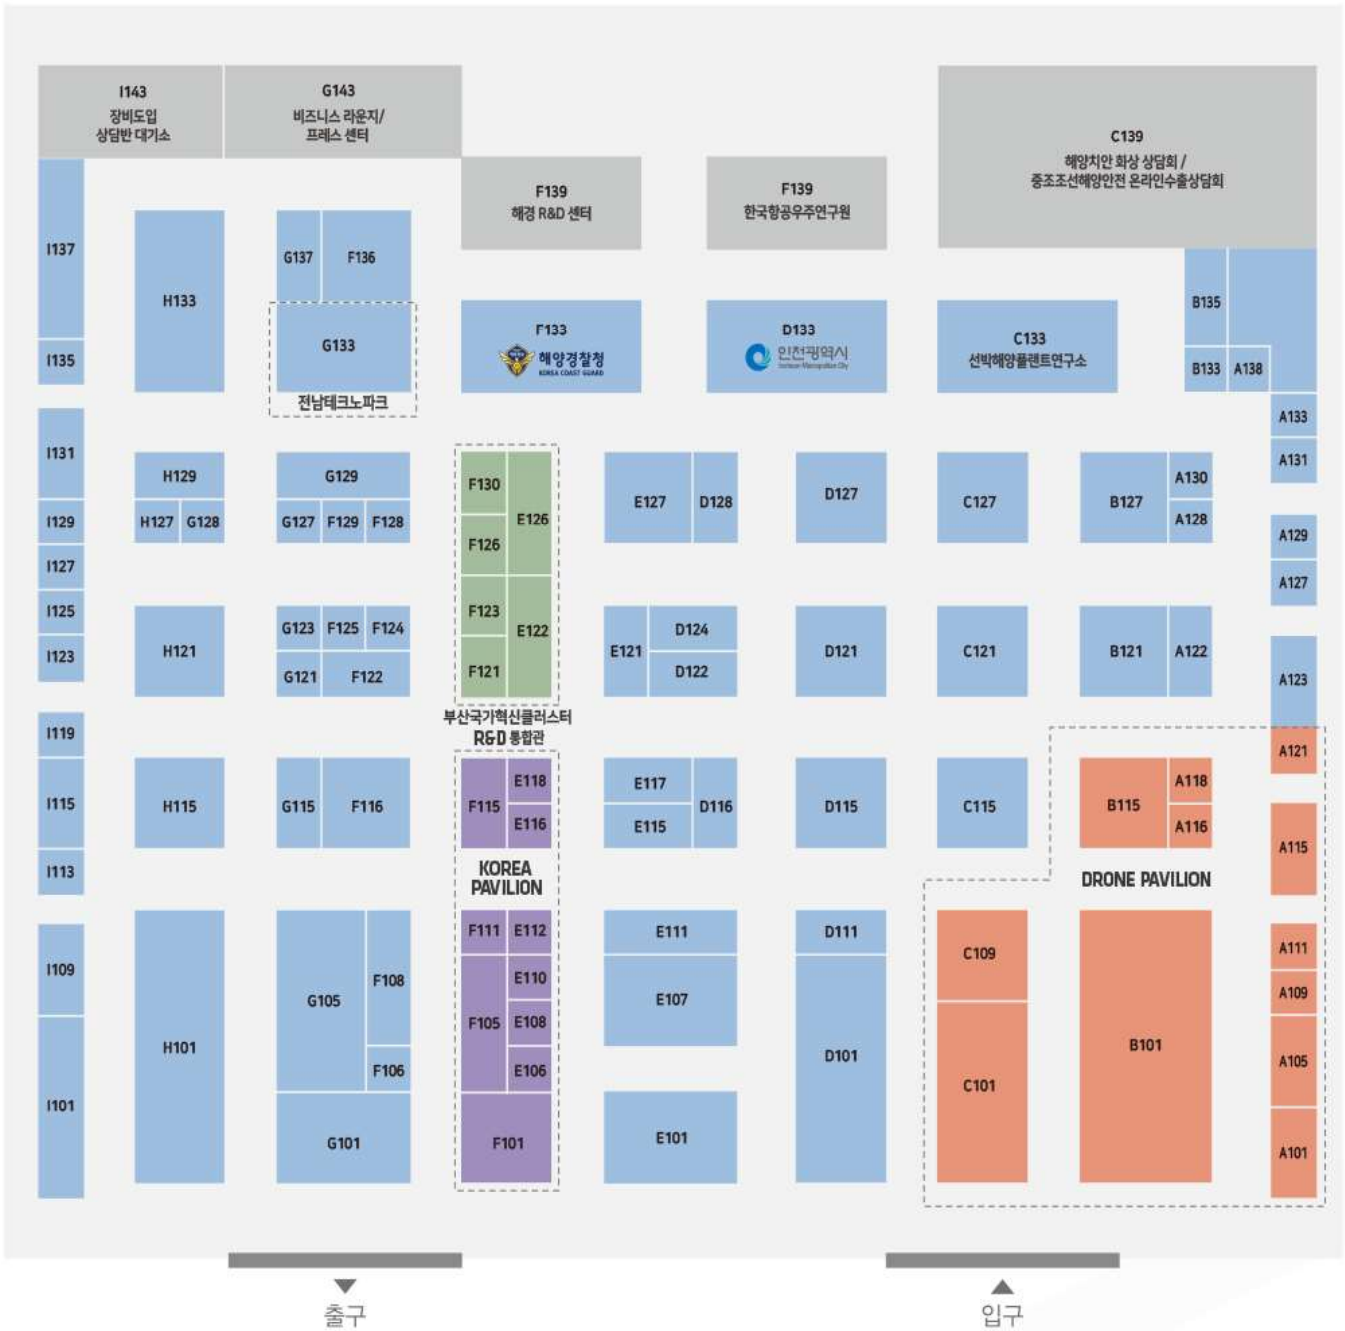 I143
장비도입
상담반 대기소
G143
비즈니스 라운지/
프레스 센터
C139
해양치안 화상 상담회 /
중조조선해양안전 온라인수출상담회
F139
해경 R&D 센터
F139
한국항공우주연구원
I137
I135
H133
G137
F136
G133
전남테크노파크
F133
해양경찰청
KOREA COAST GUARD
D133
인천광역시
Incheon Metropolitan City
C133
선박해양플랜트연구소
B135
B133
A138
A133
A131
I131
I129
I127
I125
I123
H129
H127
G128
G129
G127
F129
F128
F130
F126
E126
E127
D128
D127
C127
B127
A130
A128
A129
A127
H121
G123
F125
F124
G121
F122
F123
F121
E122
부산국가혁신클러스터
R&D 통합관
E121
D124
D122
D121
C121
B121
A122
A123
A121
I119
I115
I113
H115
G115
F116
F115
E118
E116
KOREA
PAVILION
E117
E115
D116
D115
C115
B115
A118
A116
A115
DRONE PAVILION
I109
I101
H101
G105
F108
F106
G101
F111
E112
F105
E110
E108
E106
F101
E111
E107
E101
D111
D101
C109
C101
B101
A111
A109
A105
A101
출구
입구